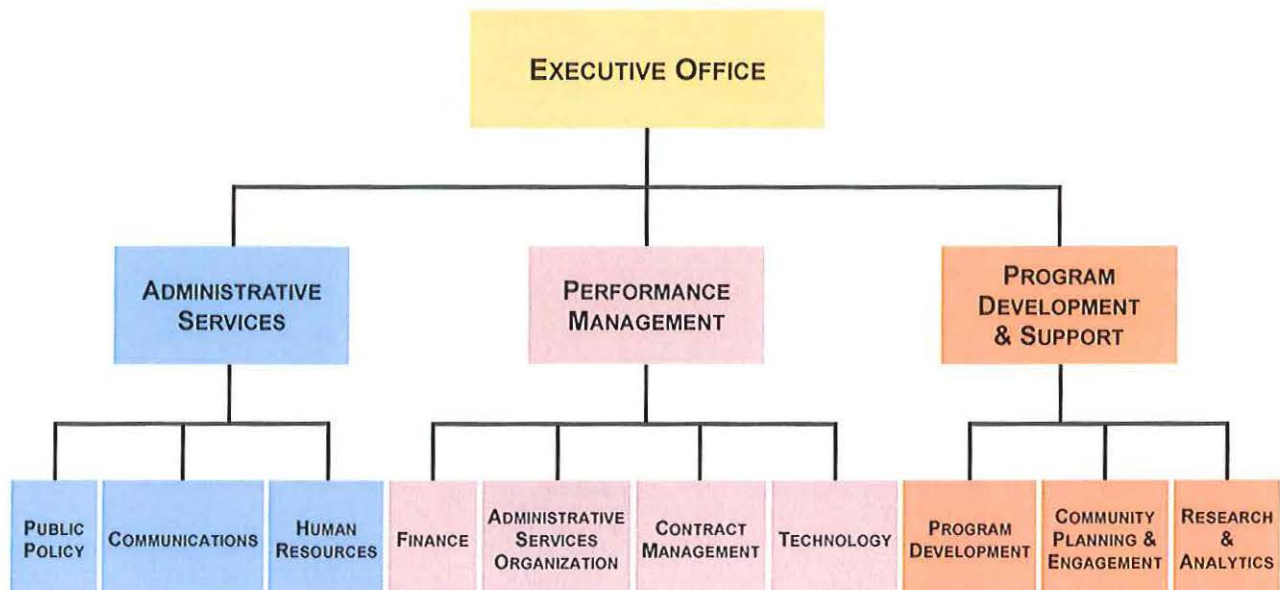 EXECUTIVE OFFICE
ADMINISTRATIVE
SERVICES
PERFORMANCE
MANAGEMENT
PROGRAM
DEVELOPMENT
& SUPPORT
PUBLIC
POLICY
COMMUNICATIONS
HUMAN
RESOURCES
FINANCE
ADMINISTRATIVE
SERVICES
ORGANIZATION
CONTRACT
MANAGEMENT
TECHNOLOGY
PROGRAM
DEVELOPMENT
COMMUNITY
PLANNING &
ENGAGEMENT
RESEARCH
&
ANALYTICS